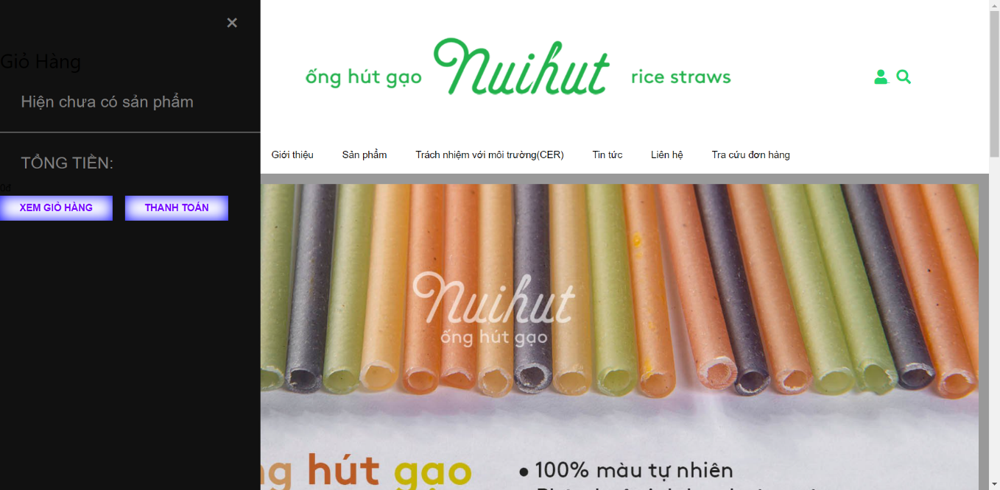 ×
Giỏ Hàng
Hiện chưa có sản phẩm
TỔNG TIỀN:
0đ
XEM GIỎ HÀNG THANH TOÁN
ống hút gạo Nuihut rice straws
Giới thiệu Sản phẩm Trách nhiệm với môi trường(CER) Tin tức Liên hệ Tra cứu đơn hàng
Nuihut
ống hút gạo
hút gạo
• 100% màu tự nhiên